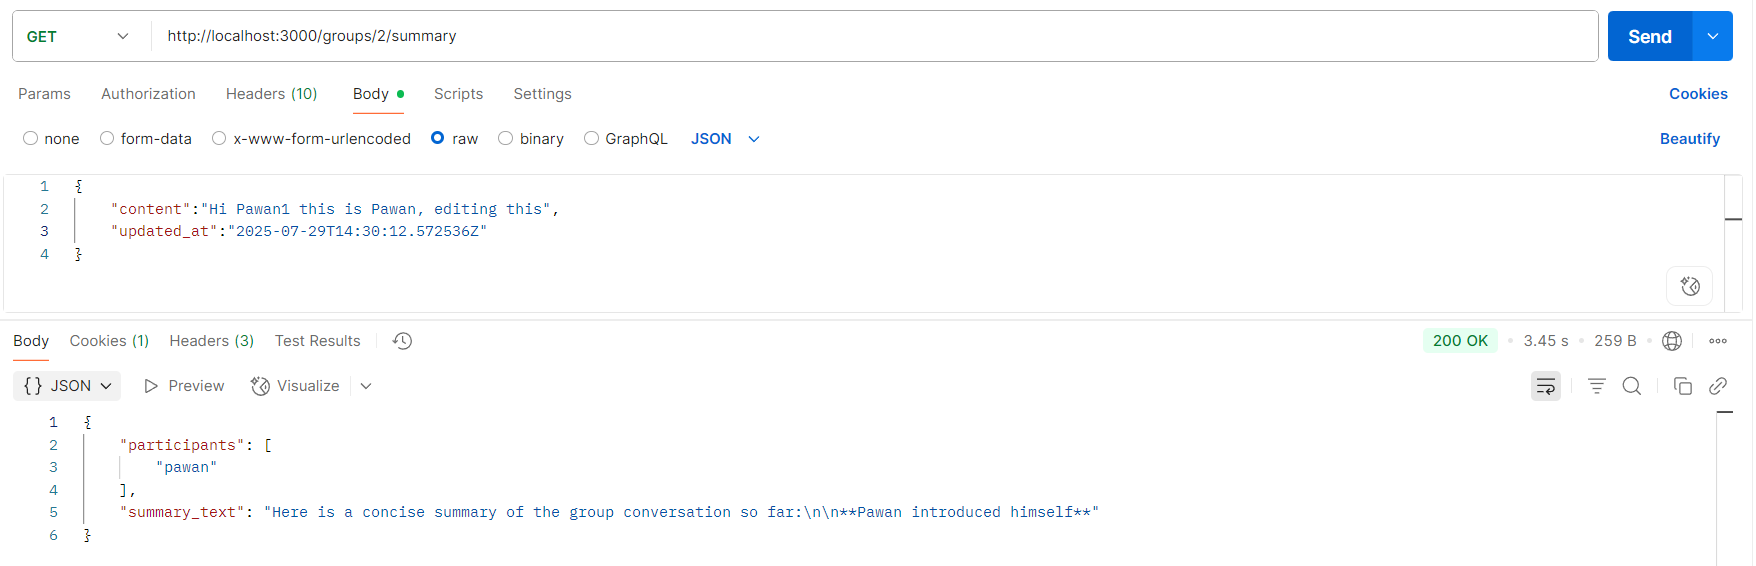 GET http://localhost:3000/groups/2/summary Send
Params Authorization Headers (10) Body Scripts Settings Cookies
none form-data x-www-form-urlencoded raw binary GraphQL JSON Beautify
1 {
2 "content":"Hi Pawan1 this is Pawan, editing this",
3 "updated_at":"2025-07-29T14:30:12.572536Z"
4 }
Body Cookies (1) Headers (3) Test Results 200 OK • 3.45 s • 259 B •
{} JSON Preview Visualize
1 {
2 "participants": [
3 "pawan"
4 ],
5 "summary_text": "Here is a concise summary of the group conversation so far:\n\n**Pawan introduced himself**"
6 }